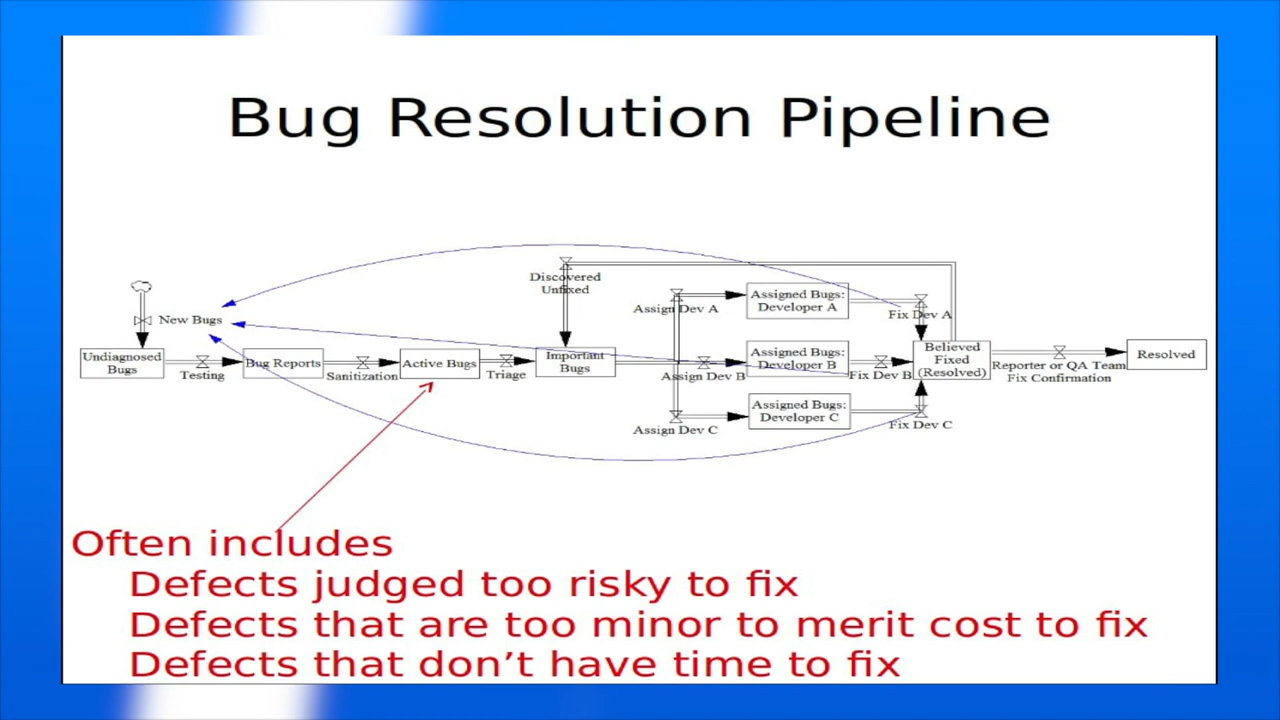 Bug Resolution Pipeline
Discovered
Unfixed
New Bugs
Assign Dev A
Assigned Bugs:
Developer A
Fix Dev A
Undiagnosed
Bugs
Testing
Bug Reports
Sanitization
Active Bugs
Triage
Important
Bugs
Assign Dev B
Assigned Bugs:
Developer B
Fix Dev B
Believed
Fixed
(Resolved)
Reporter or QA Team
Fix Confirmation
Resolved
Assign Dev C
Assigned Bugs:
Developer C
Fix Dev C
Often includes
Defects judged too risky to fix
Defects that are too minor to merit cost to fix
Defects that don’t have time to fix